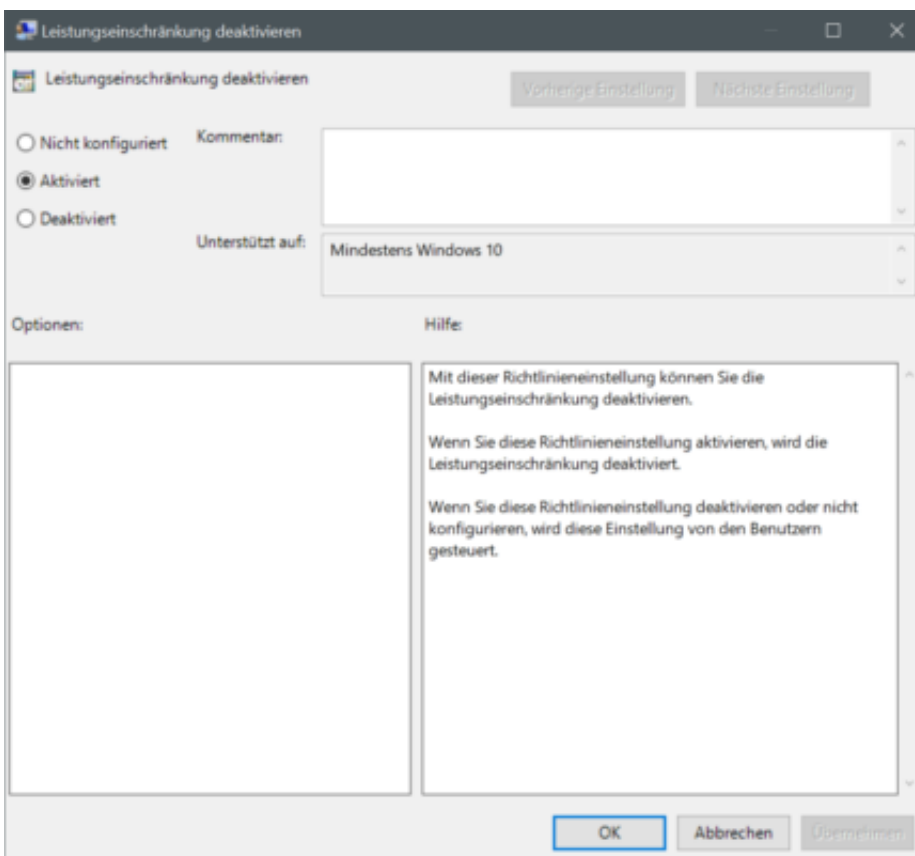 Leistungseinschränkung deaktivieren
Leistungseinschränkung deaktivieren
Vorherige Einstellung
Nächste Einstellung
Nicht konfiguriert
Kommentar:
Aktiviert
Deaktiviert
Unterstützt auf:
Mindestens Windows 10
Optionen:
Hilfe:
Mit dieser Richtlinieneinstellung können Sie die
Leistungseinschränkung deaktivieren.
Wenn Sie diese Richtlinieneinstellung aktivieren, wird die
Leistungseinschränkung deaktiviert.
Wenn Sie diese Richtlinieneinstellung deaktivieren oder nicht
konfigurieren, wird diese Einstellung von den Benutzern
gesteuert.
OK
Abbrechen
Übernehmen